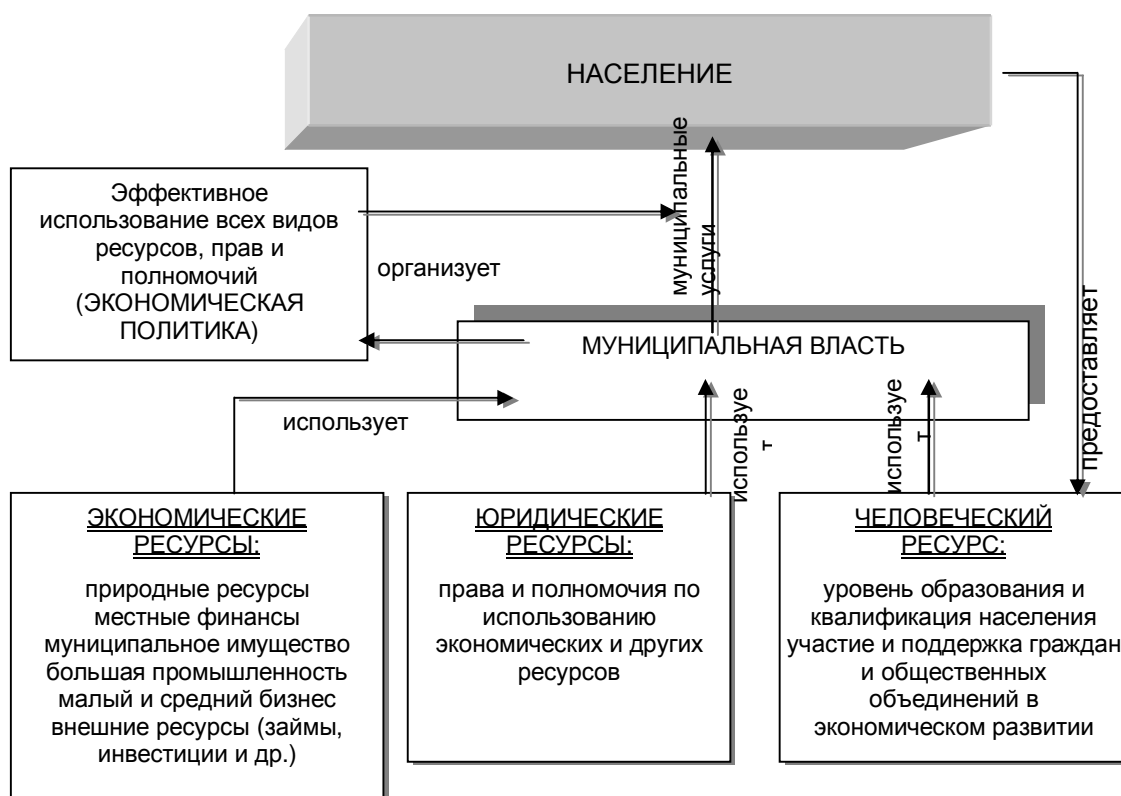 НАСЕЛЕНИЕ
муниципальные
услуги
Эффективное
использование всех видов
ресурсов, прав и
полномочий
(ЭКОНОМИЧЕСКАЯ
ПОЛИТИКА)
организует
МУНИЦИПАЛЬНАЯ ВЛАСТЬ
предоставляет
использует
используе
т
используе
т
ЭКОНОМИЧЕСКИЕ
РЕСУРСЫ:
природные ресурсы
местные финансы
муниципальное имущество
большая промышленность
малый и средний бизнес
внешние ресурсы (займы,
инвестиции и др.)
ЮРИДИЧЕСКИЕ
РЕСУРСЫ:
права и полномочия по
использованию
экономических и других
ресурсов
ЧЕЛОВЕЧЕСКИЙ
РЕСУРС:
уровень образования и
квалификация населения
участие и поддержка граждан
и общественных
объединений в
экономическом развитии